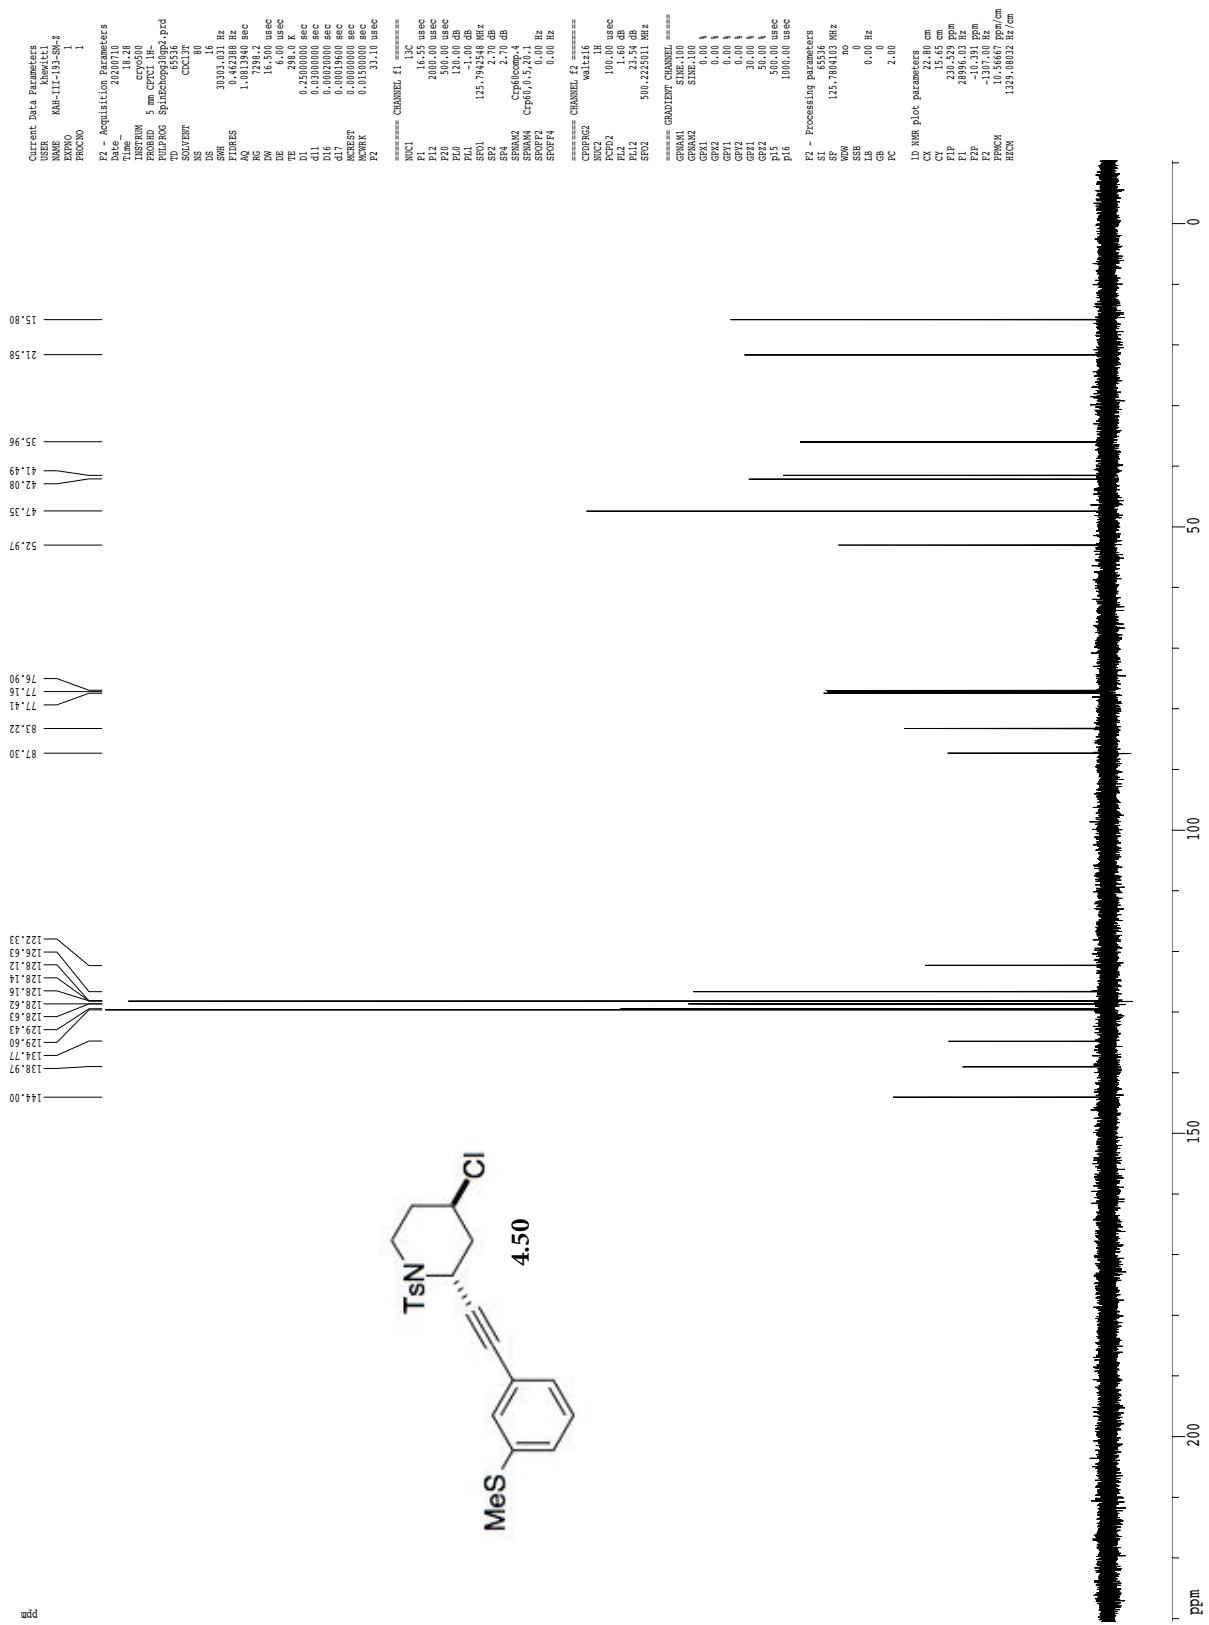 Current Data Parameters
USER khewitt1
NAME KAH-III-193-SM-2
EXPNO 1
PROCNO 1
F2 - Acquisition Parameters
Date_ 20200710
Time 18.28
INSTRUM cryo500
PROBHD 5 mm CPTCI 1H-
PULPROG SpinEchopg30gp2.prd
TD 65536
SOLVENT CDCl3T
NS 80
DS 16
SWH 30303.031 Hz
FIDRES 0.462388 Hz
AQ 1.0813940 sec
RG 7298.2
DW 16.500 usec
DE 6.00 usec
TE 298.0 K
D1 0.25000000 sec
d11 0.03000000 sec
D16 0.00020000 sec
d17 0.00019600 sec
MCREST 0.00000000 sec
MCWRK 0.01500000 sec
P2 33.10 usec
======== CHANNEL f1 ========
NUC1 13C
P1 16.55 usec
P12 2000.00 usec
P20 500.00 usec
PL0 120.00 dB
PL1 -1.00 dB
SFO1 125.7942548 MHz
SP2 2.70 dB
SP4 2.70 dB
SPNAM2 Crp60comp.4
SPNAM4 Crp60,0.5,20.1
SPOFF2 0.00 Hz
SPOFF4 0.00 Hz
======== CHANNEL f2 ========
CPDPRG2 waltz16
NUC2 1H
PCPD2 100.00 usec
PL2 1.60 dB
PL12 23.54 dB
SFO2 500.2225011 MHz
====== GRADIENT CHANNEL =====
GPNAM1 SINE.100
GPNAM2 SINE.100
GPX1 0.00 %
GPX2 0.00 %
GPY1 0.00 %
GPY2 0.00 %
GPZ1 30.00 %
GPZ2 50.00 %
p15 500.00 usec
p16 1000.00 usec
F2 - Processing parameters
SI 65536
SF 125.7804103 MHz
WDW no
SSB 0
LB 0.00 Hz
GB 0
PC 2.00
1D NMR plot parameters
CX 22.80 cm
CY 15.65 cm
F1P 230.529 ppm
F1 28996.03 Hz
F2P -10.391 ppm
F2 -1307.00 Hz
PPMCM 10.56667 ppm/cm
HZCM 1329.08032 Hz/cm
ppm
144.00
138.97
134.77
129.60
129.43
128.63
128.62
128.16
128.14
128.12
126.63
122.33
87.30
83.22
77.41
77.16
76.90
52.97
47.35
42.08
41.49
35.96
21.58
15.80
MeS
TsN
Cl
4.50
ppm
200
150
100
50
0